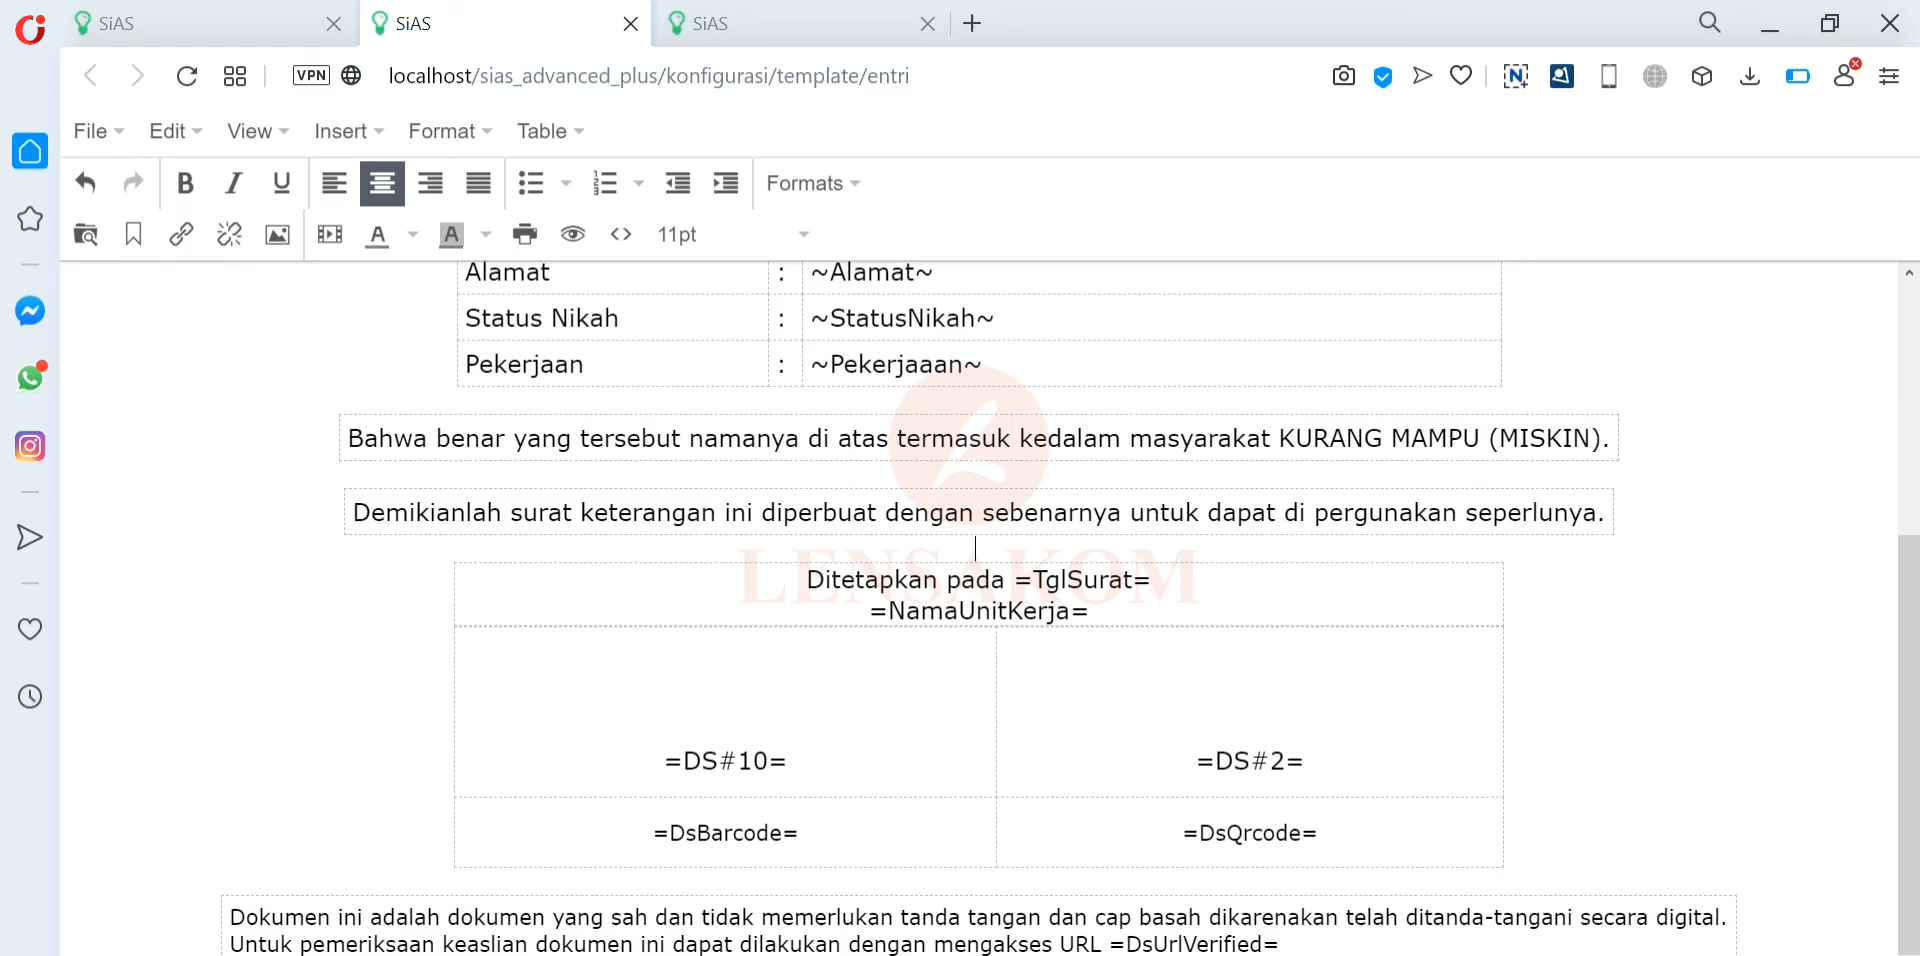 SiAS
SiAS
SiAS
VPN
localhost/sias_advanced_plus/konfigurasi/template/entri
File Edit View Insert Format Table
B I U Formats
A A 11pt
Alamat : ~Alamat~
Status Nikah : ~StatusNikah~
Pekerjaan : ~Pekerjaaan~
Bahwa benar yang tersebut namanya di atas termasuk kedalam masyarakat KURANG MAMPU (MISKIN).
Demikianlah surat keterangan ini diperbuat dengan sebenarnya untuk dapat di pergunakan seperlunya.
LENSAKOM
Ditetapkan pada =TglSurat=
=NamaUnitKerja=
=DS#10= =DS#2=
=DsBarcode= =DsQrcode=
Dokumen ini adalah dokumen yang sah dan tidak memerlukan tanda tangan dan cap basah dikarenakan telah ditanda-tangani secara digital.
Untuk pemeriksaan keaslian dokumen ini dapat dilakukan dengan mengakses URL =DsUrlVerified=